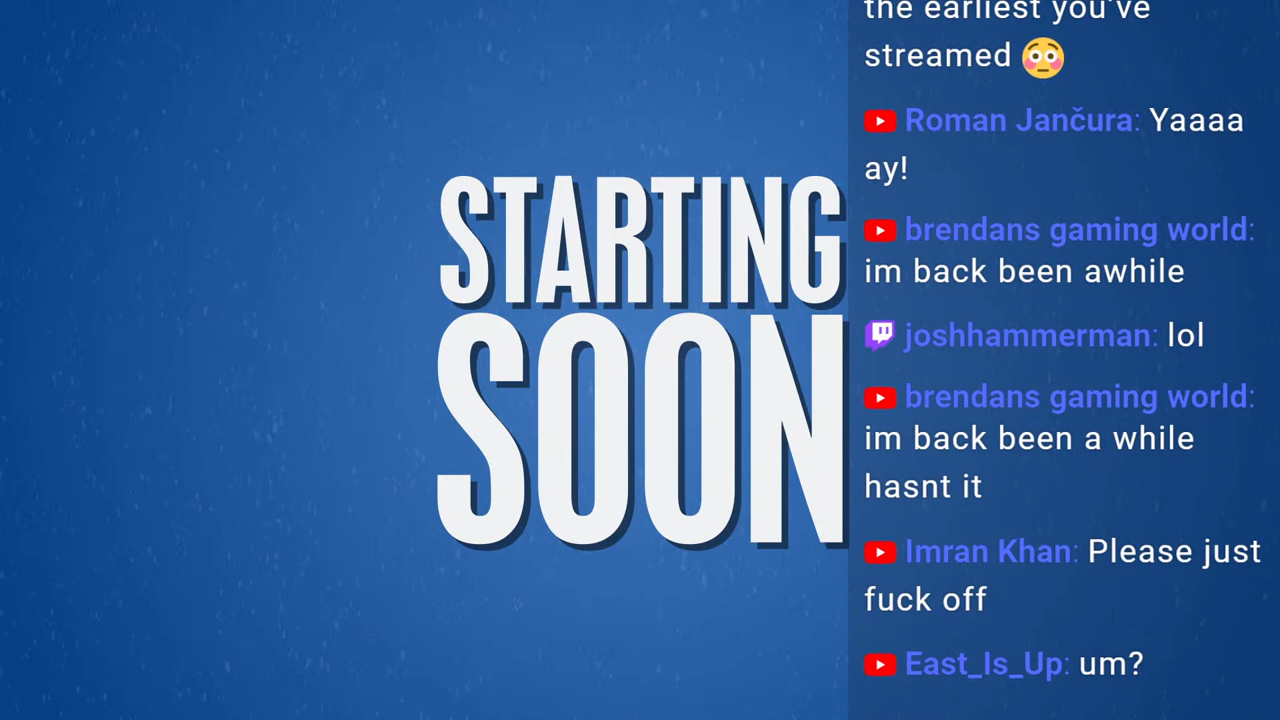 STARTING
SOON
the earliest you've
streamed 😳
Roman Jančura: Yaaaa
ay!
brendans gaming world:
im back been awhile
joshhammerman: lol
brendans gaming world:
im back been a while
hasnt it
Imran Khan: Please just
fuck off
East_Is_Up: um?